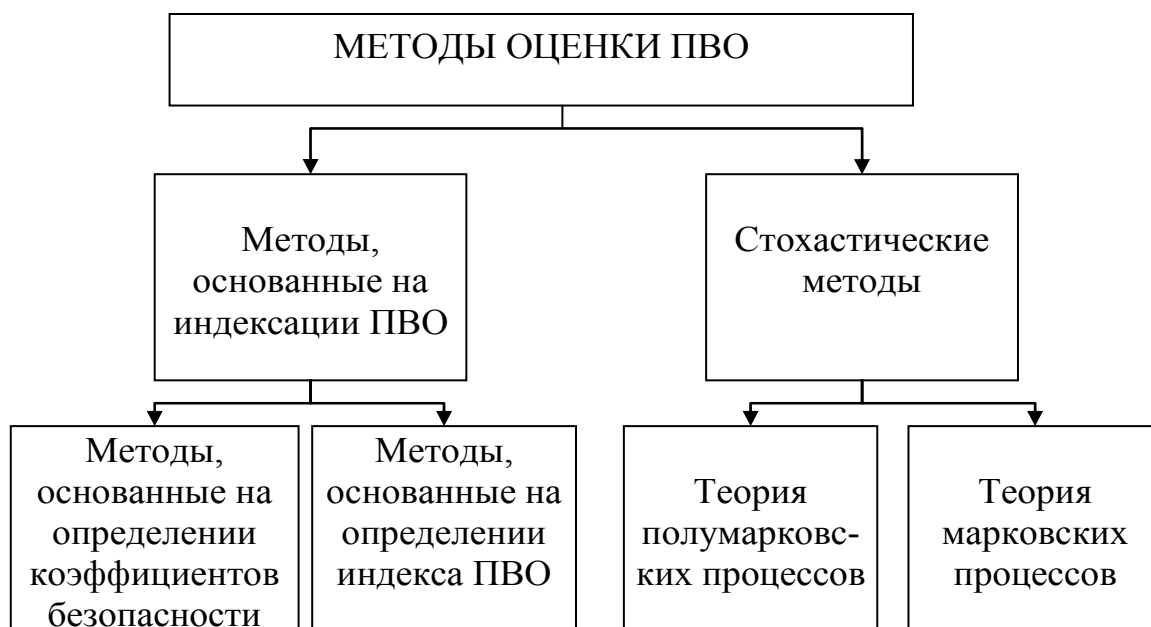 МЕТОДЫ ОЦЕНКИ ПВО
Методы,
основанные на
индексации ПВО
Стохастические
методы
Методы,
основанные на
определении
коэффициентов
безопасности
Методы,
основанные на
определении
индекса ПВО
Теория
полумарковс-
ких процессов
Теория
марковских
процессов